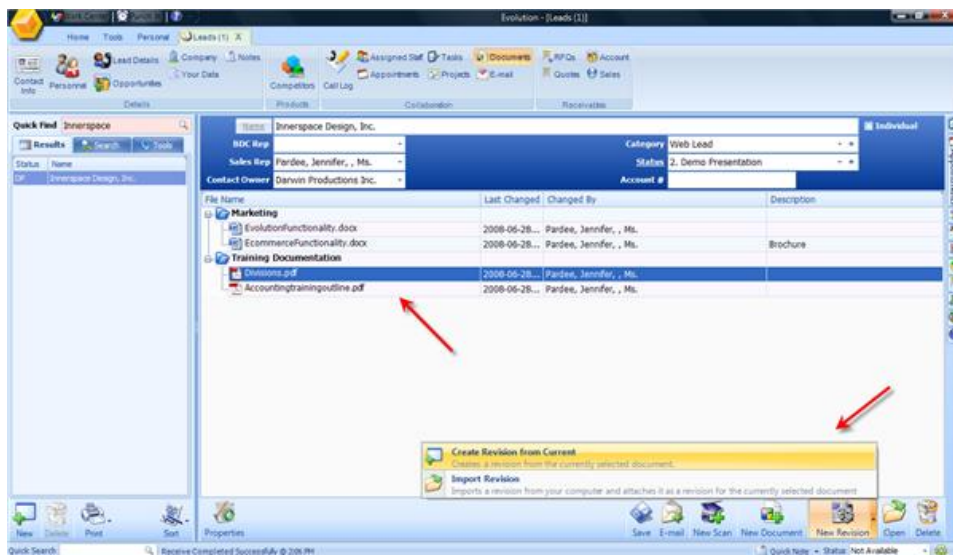 Evolution - [Leads (1)]
Home Tools Personal Leads (1) X
Lead Details Company Notes Assigned Staff Tasks Documents RFQs Account
Contact Info Personnel Opportunities Your Data Competitors Call Log Appointments Projects E-mail Quotes Sales
Details Products Collaboration Receivables
Quick Find Innerspace
Name Innerspace Design, Inc. Individual
Results Search Tools
BDC Rep Category Web Lead
Status Name
Sales Rep Pardee, Jennifer, , Ms. Status 2. Demo Presentation
DP Innerspace Design, Inc.
Contact Owner Darwin Productions Inc. Account #
File Name Last Changed Changed By Description
Marketing
EvolutionFunctionality.docx 2008-06-28... Pardee, Jennifer, , Ms.
EcommerceFunctionality.docx 2008-06-28... Pardee, Jennifer, , Ms. Brochure
Training Documentation
Divisions.pdf 2008-06-28... Pardee, Jennifer, , Ms.
Accountingtrainingoutline.pdf 2008-06-28... Pardee, Jennifer, , Ms.
Create Revision from Current
Creates a revision from the currently selected document.
Import Revision
Imports a revision from your computer and attaches it as a revision for the currently selected document
New Delete Print Sort Properties Save E-mail New Scan New Document New Revision Open Delete
Quick Search: Receive Completed Successfully @ 2:06 PM Quick Note Status: Not Available